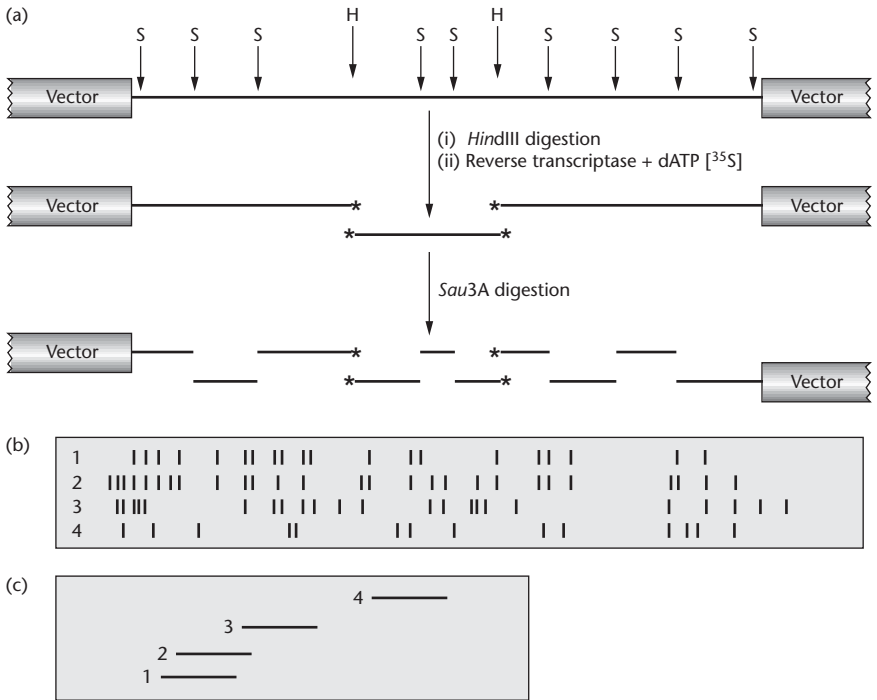 (a)
H H
S S S S S S S S S
Vector Vector
(i) HindIII digestion
(ii) Reverse transcriptase + dATP [³⁵S]
Vector * * Vector
* *
Sau3A digestion
Vector * *
* * Vector
(b)
1
2
3
4
(c)
4
3
2
1